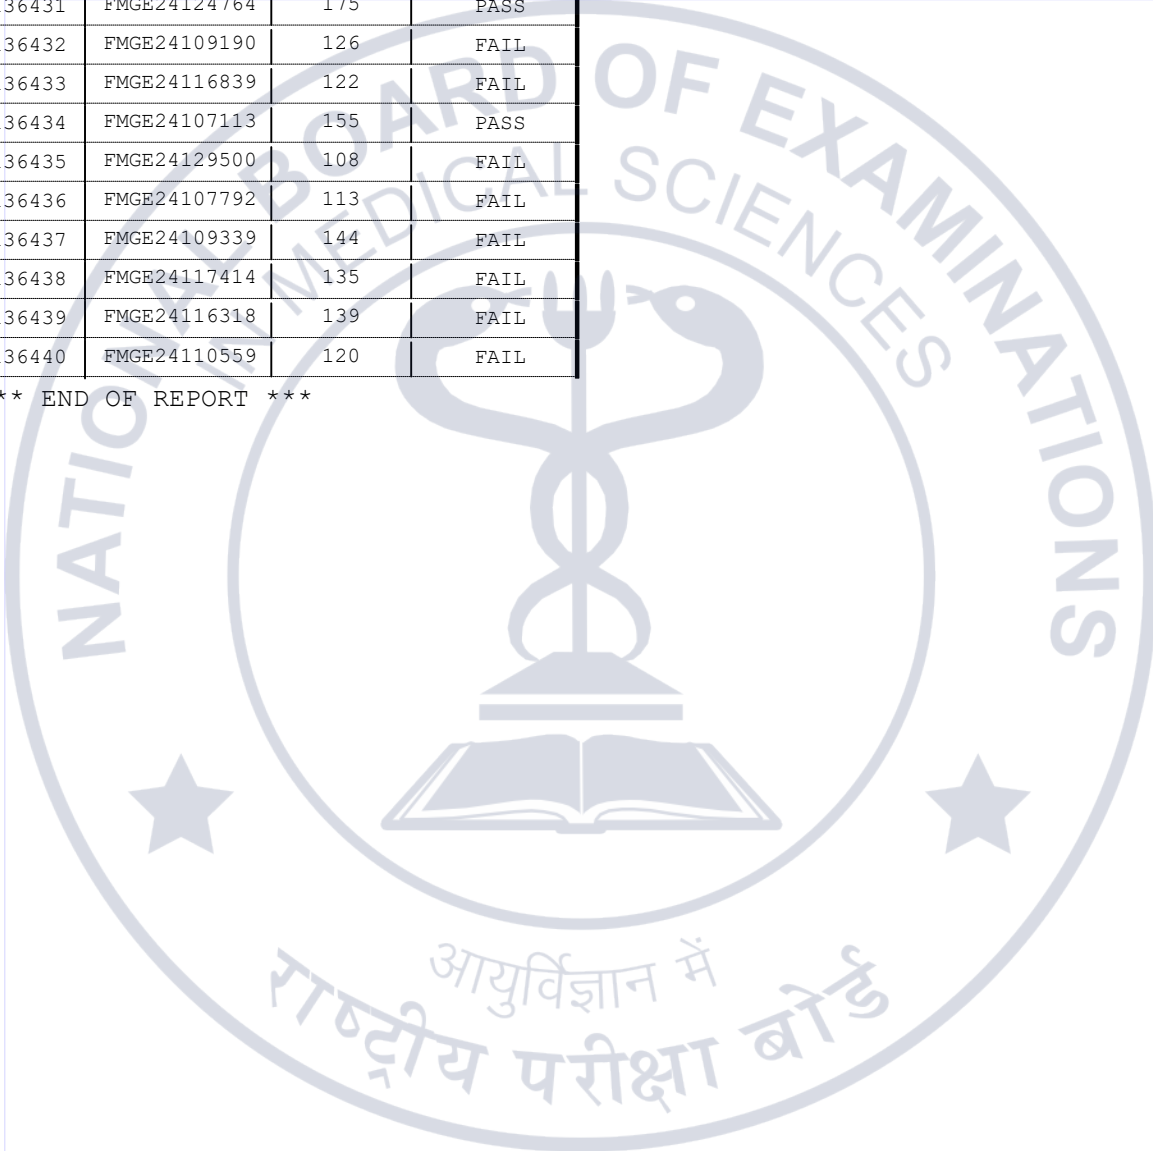 36431 FMGE24124764 175 PASS
36432 FMGE24109190 126 FAIL
36433 FMGE24116839 122 FAIL
36434 FMGE24107113 155 PASS
36435 FMGE24129500 108 FAIL
36436 FMGE24107792 113 FAIL
36437 FMGE24109339 144 FAIL
36438 FMGE24117414 135 FAIL
36439 FMGE24116318 139 FAIL
36440 FMGE24110559 120 FAIL
** END OF REPORT ***
NATIONAL BOARD OF EXAMINATIONS
IN MEDICAL SCIENCES
आयुर्विज्ञान में
राष्ट्रीय परीक्षा बोर्ड